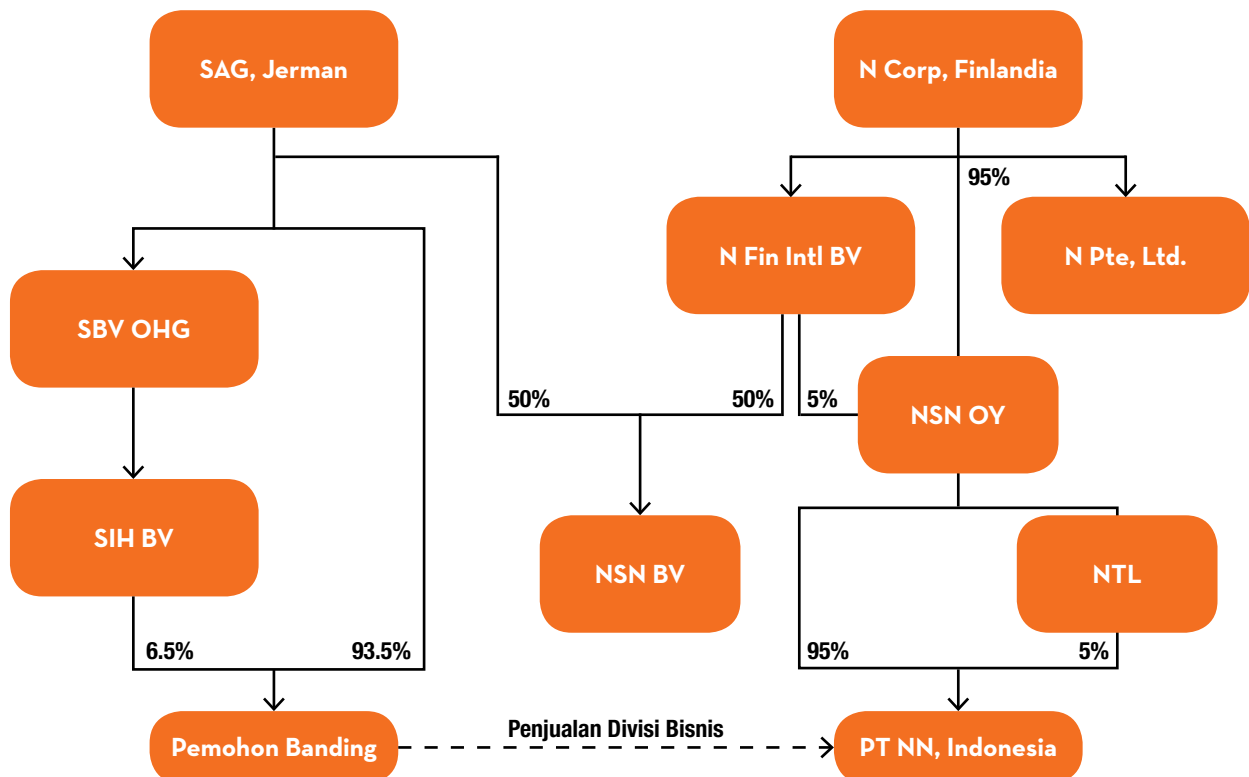 SAG, Jerman
N Corp, Finlandia
95%
N Fin Intl BV
N Pte, Ltd.
SBV OHG
50%
50%
5%
NSN OY
SIH BV
NSN BV
NTL
6.5%
93.5%
95%
5%
Pemohon Banding
Penjualan Divisi Bisnis
PT NN, Indonesia